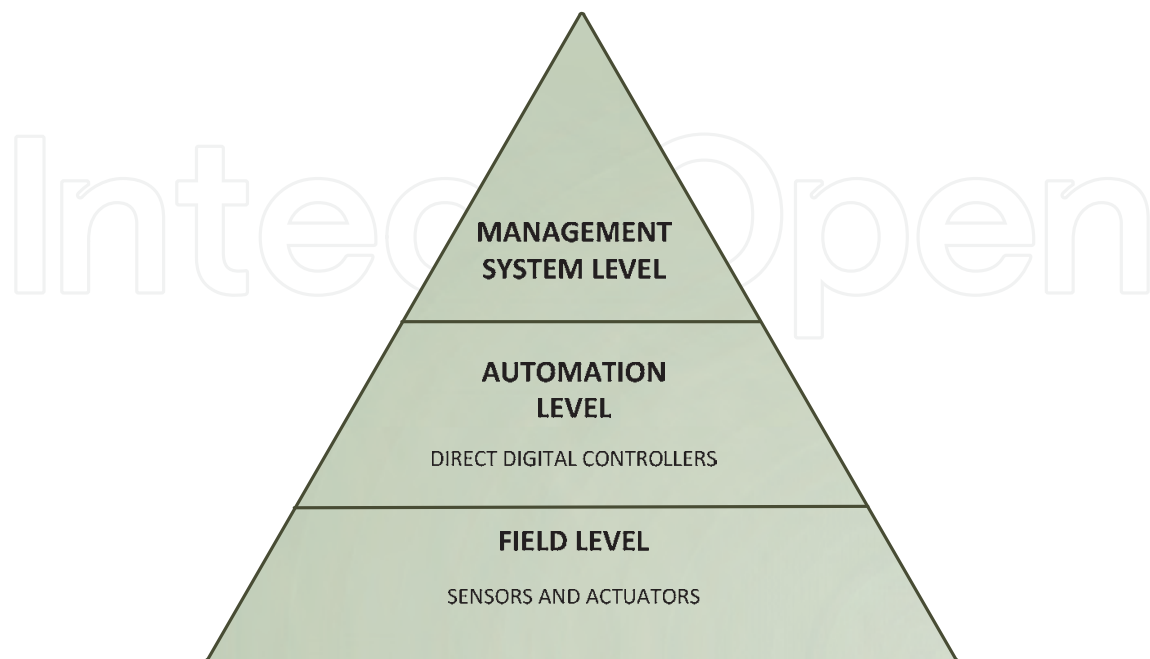 IntechOpen
MANAGEMENT
SYSTEM LEVEL
AUTOMATION
LEVEL
DIRECT DIGITAL CONTROLLERS
FIELD LEVEL
SENSORS AND ACTUATORS